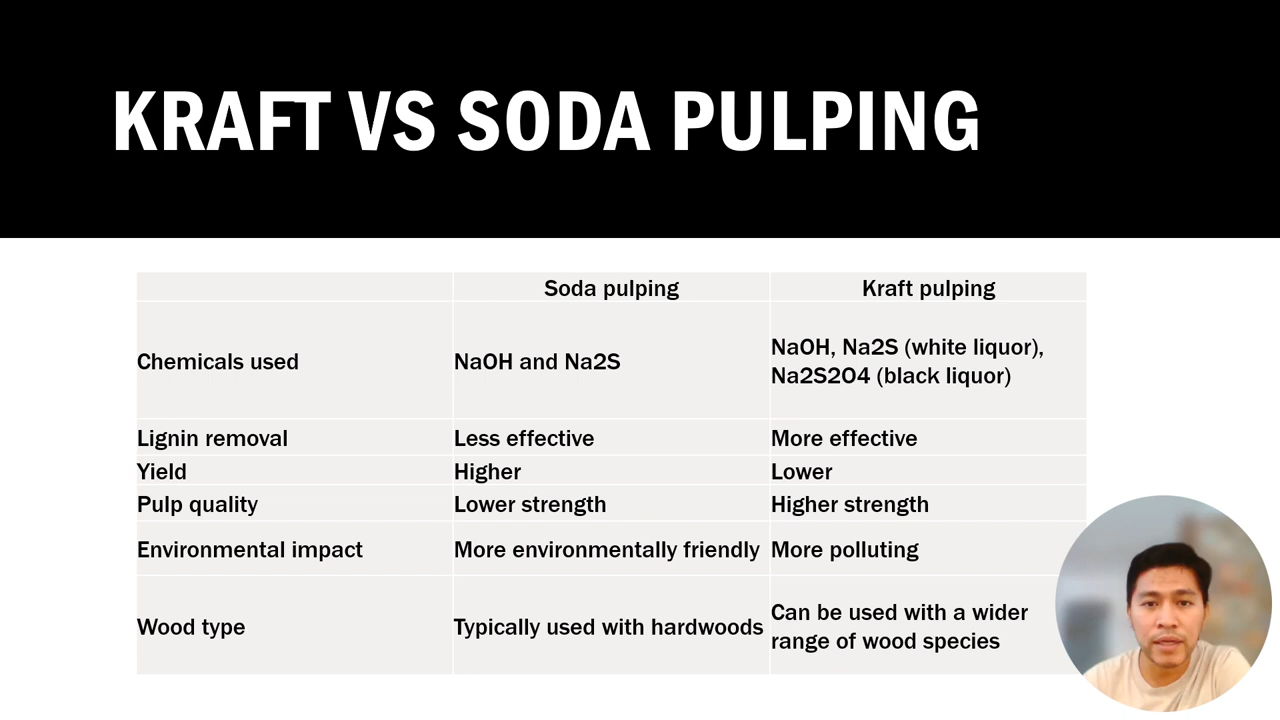 KRAFT VS SODA PULPING
Soda pulping Kraft pulping
Chemicals used NaOH and Na2S NaOH, Na2S (white liquor),
Na2S2O4 (black liquor)
Lignin removal Less effective More effective
Yield Higher Lower
Pulp quality Lower strength Higher strength
Environmental impact More environmentally friendly More polluting
Wood type Typically used with hardwoods Can be used with a wider
range of wood species